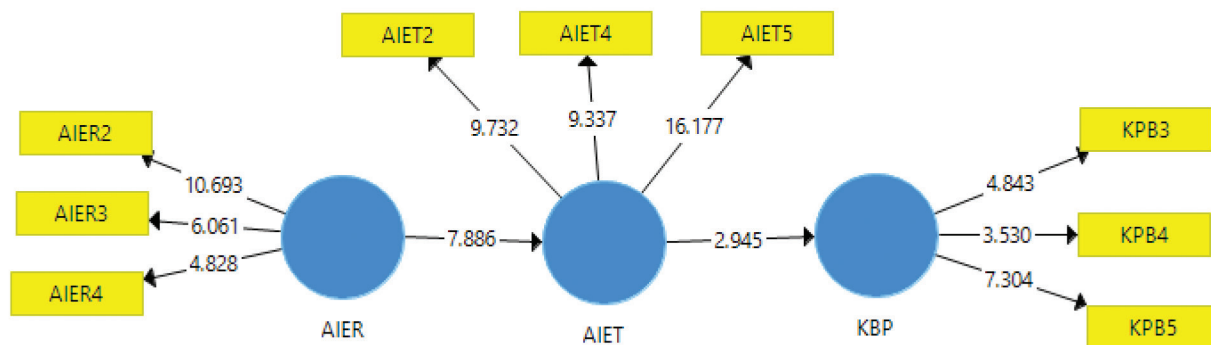 AIET2
AIET4
AIET5
9.732
9.337
16.177
AIER2
AIER3
AIER4
10.693
6.061
4.828
AIER
7.886
AIET
2.945
KBP
4.843
3.530
7.304
KPB3
KPB4
KPB5